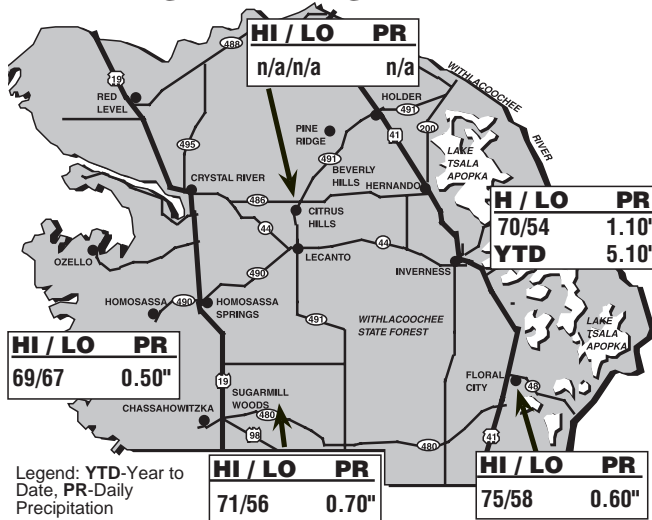 HI / LO PR
n/a/n/a n/a
488
19
RED
LEVEL
HOLDER
WITHLACOOCHEE
RIVER
491
41
200
PINE
RIDGE
495
LAKE
TSALA
APOPKA
491
BEVERLY
HILLS
HERNANDO
CRYSTAL RIVER
486
CITRUS
HILLS
H / LO PR
70/54 1.10"
YTD 5.10"
44
44
OZELLO
LECANTO
INVERNESS
490
HOMOSASSA
490
HOMOSASSA
SPRINGS
491
WITHLACOOCHEE
STATE FOREST
LAKE
TSALA
APOPKA
HI / LO PR
69/67 0.50"
19
SUGARMILL
WOODS
FLORAL
CITY
48
CHASSAHOWITZKA
480
98
480
41
HI / LO PR
71/56 0.70"
HI / LO PR
75/58 0.60"
Legend: YTD-Year to
Date, PR-Daily
Precipitation